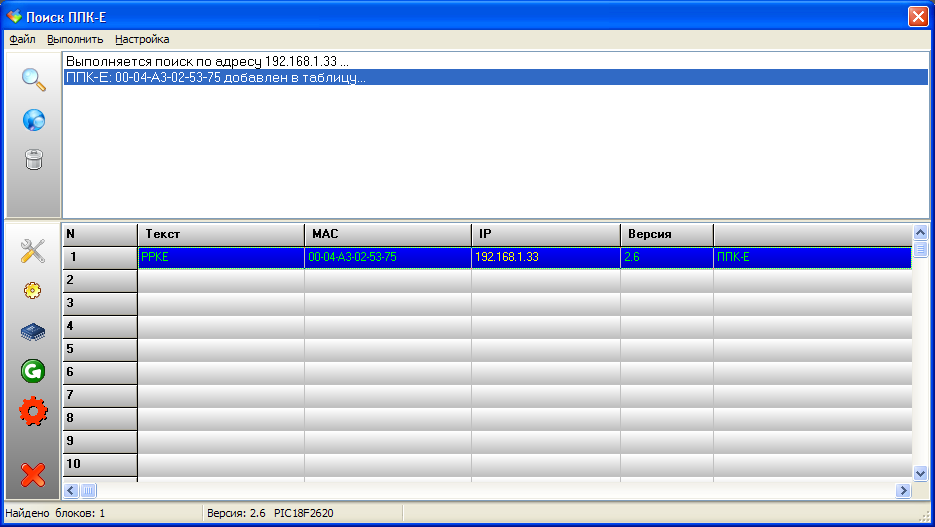 Поиск ППК-Е
Файл Выполнить Настройка
Выполняется поиск по адресу 192.168.1.33 ...
ППК-Е: 00-04-A3-02-53-75 добавлен в таблицу...
N Текст MAC IP Версия
1 PPKE 00-04-A3-02-53-75 192.168.1.33 2.6 ППК-Е
2
3
4
5
6
7
8
9
10
Найдено блоков: 1 Версия: 2.6 PIC18F2620